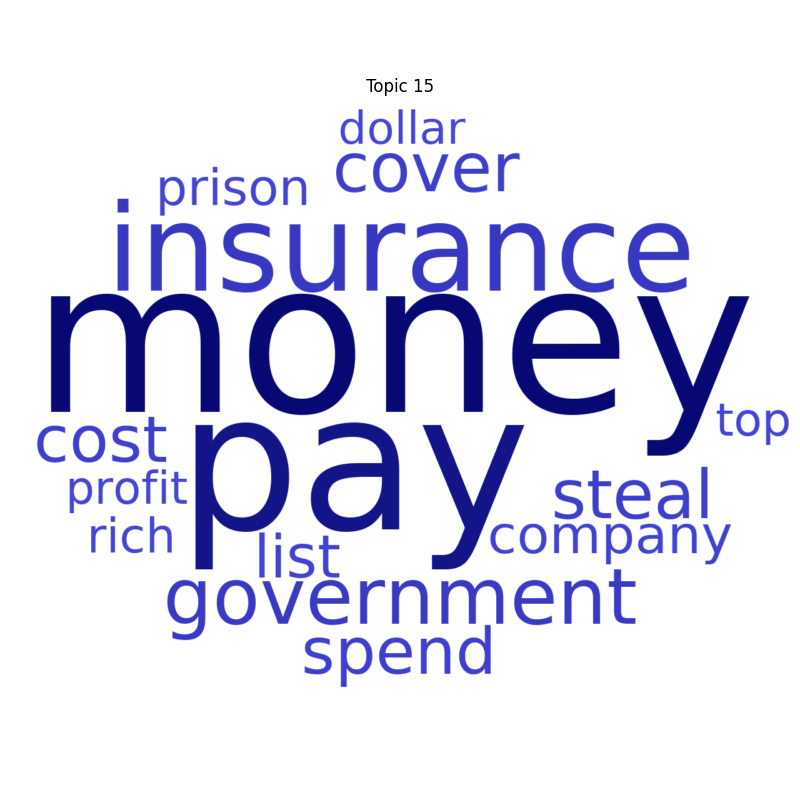 Topic 15
dollar
cover
prison
insurance
money
pay
top
cost
profit
steal
rich
company
list
government
spend